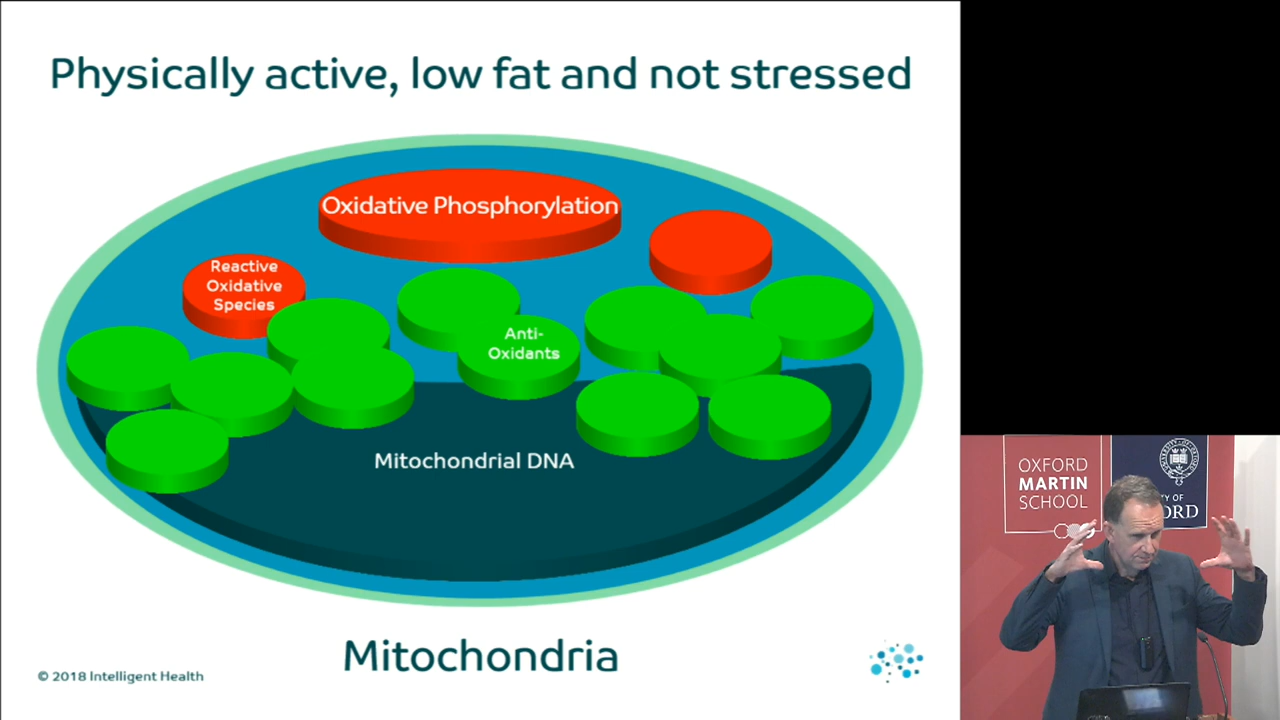 Physically active, low fat and not stressed
Oxidative Phosphorylation
Reactive
Oxidative
Species
Anti-
Oxidants
Mitochondrial DNA
Mitochondria
© 2018 Intelligent Health
OXFORD
MARTIN
SCHOOL